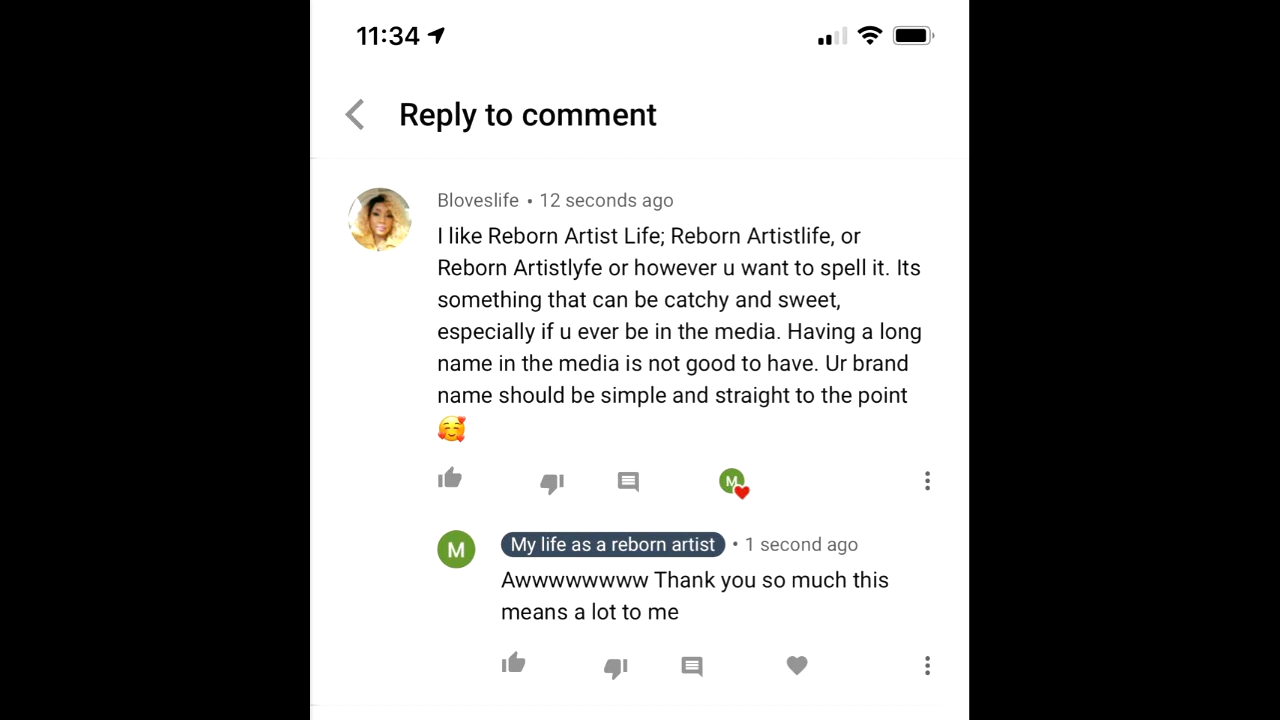 11:34
Reply to comment
Bloveslife • 12 seconds ago
I like Reborn Artist Life; Reborn Artistlife, or
Reborn Artistlyfe or however u want to spell it. Its
something that can be catchy and sweet,
especially if u ever be in the media. Having a long
name in the media is not good to have. Ur brand
name should be simple and straight to the point
🥰
M
M
My life as a reborn artist • 1 second ago
Awwwwwwww Thank you so much this
means a lot to me